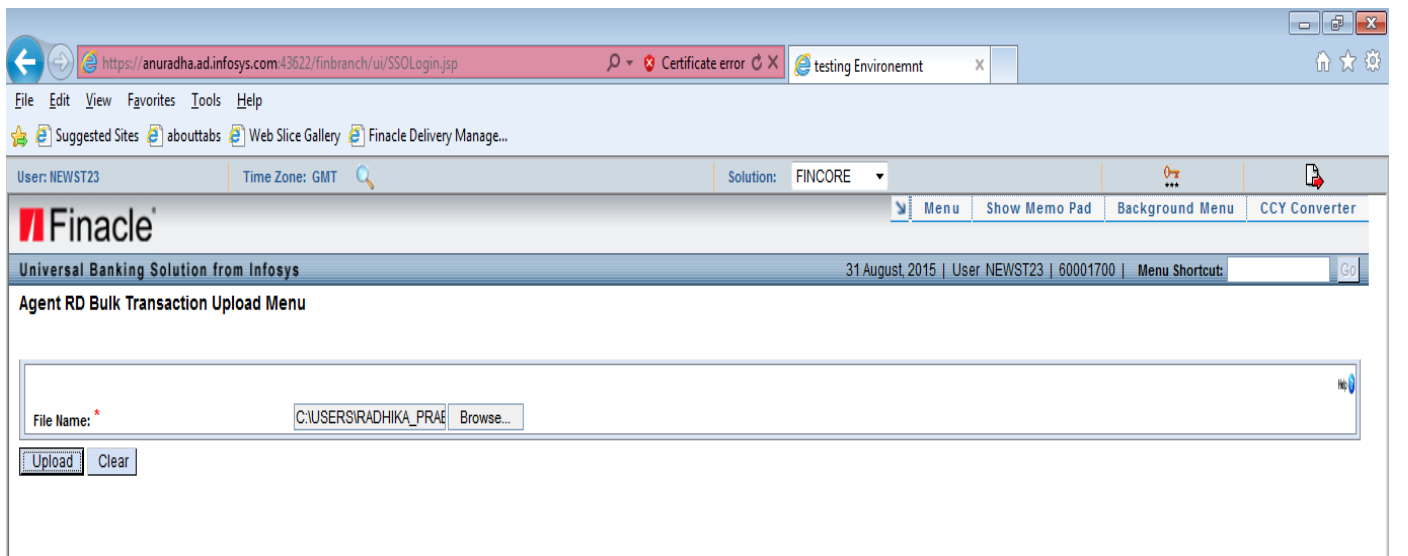 https://anuradha.ad.infosys.com:43622/finbranch/ui/SSOLogin.jsp Certificate error testing Environemnt
File Edit View Favorites Tools Help
Suggested Sites abouttabs Web Slice Gallery Finacle Delivery Manage...
User: NEWST23 Time Zone: GMT Solution: FINCORE
Menu Show Memo Pad Background Menu CCY Converter
Finacle
Universal Banking Solution from Infosys 31 August, 2015 | User NEWST23 | 60001700 | Menu Shortcut: Go
Agent RD Bulk Transaction Upload Menu
Help ?
File Name: * C:\USERS\RADHIKA_PRAB Browse...
Upload Clear